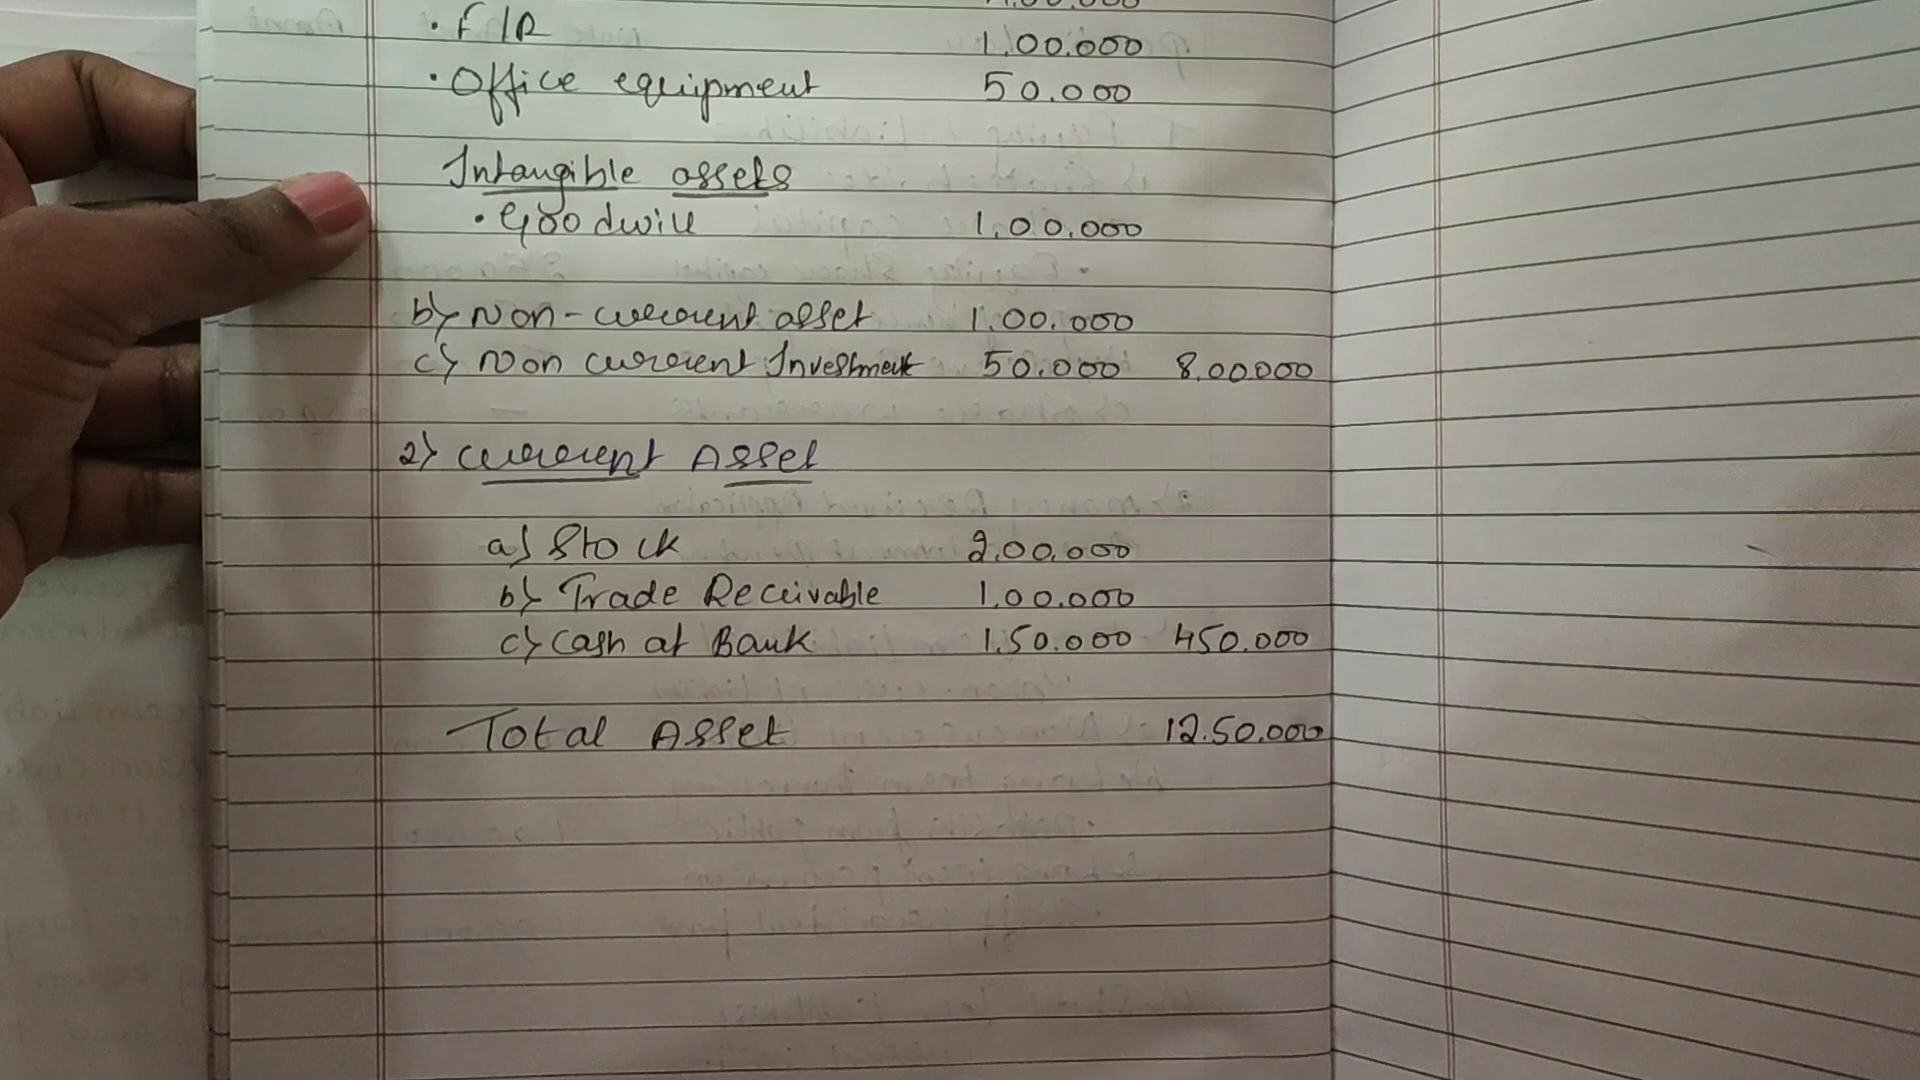 • F/R 1,00.000
• Office equipment 50.000
Intangible assets
• Goodwill 1,00,000
b) Non-current asset 1.00.000
c) Non current Investment 50.000 8,00000
2) Current Asset
a) Stock 2,00,000
b) Trade Receivable 1,00.000
c) Cash at Bank 1,50.000 450.000
Total Asset 12.50.000